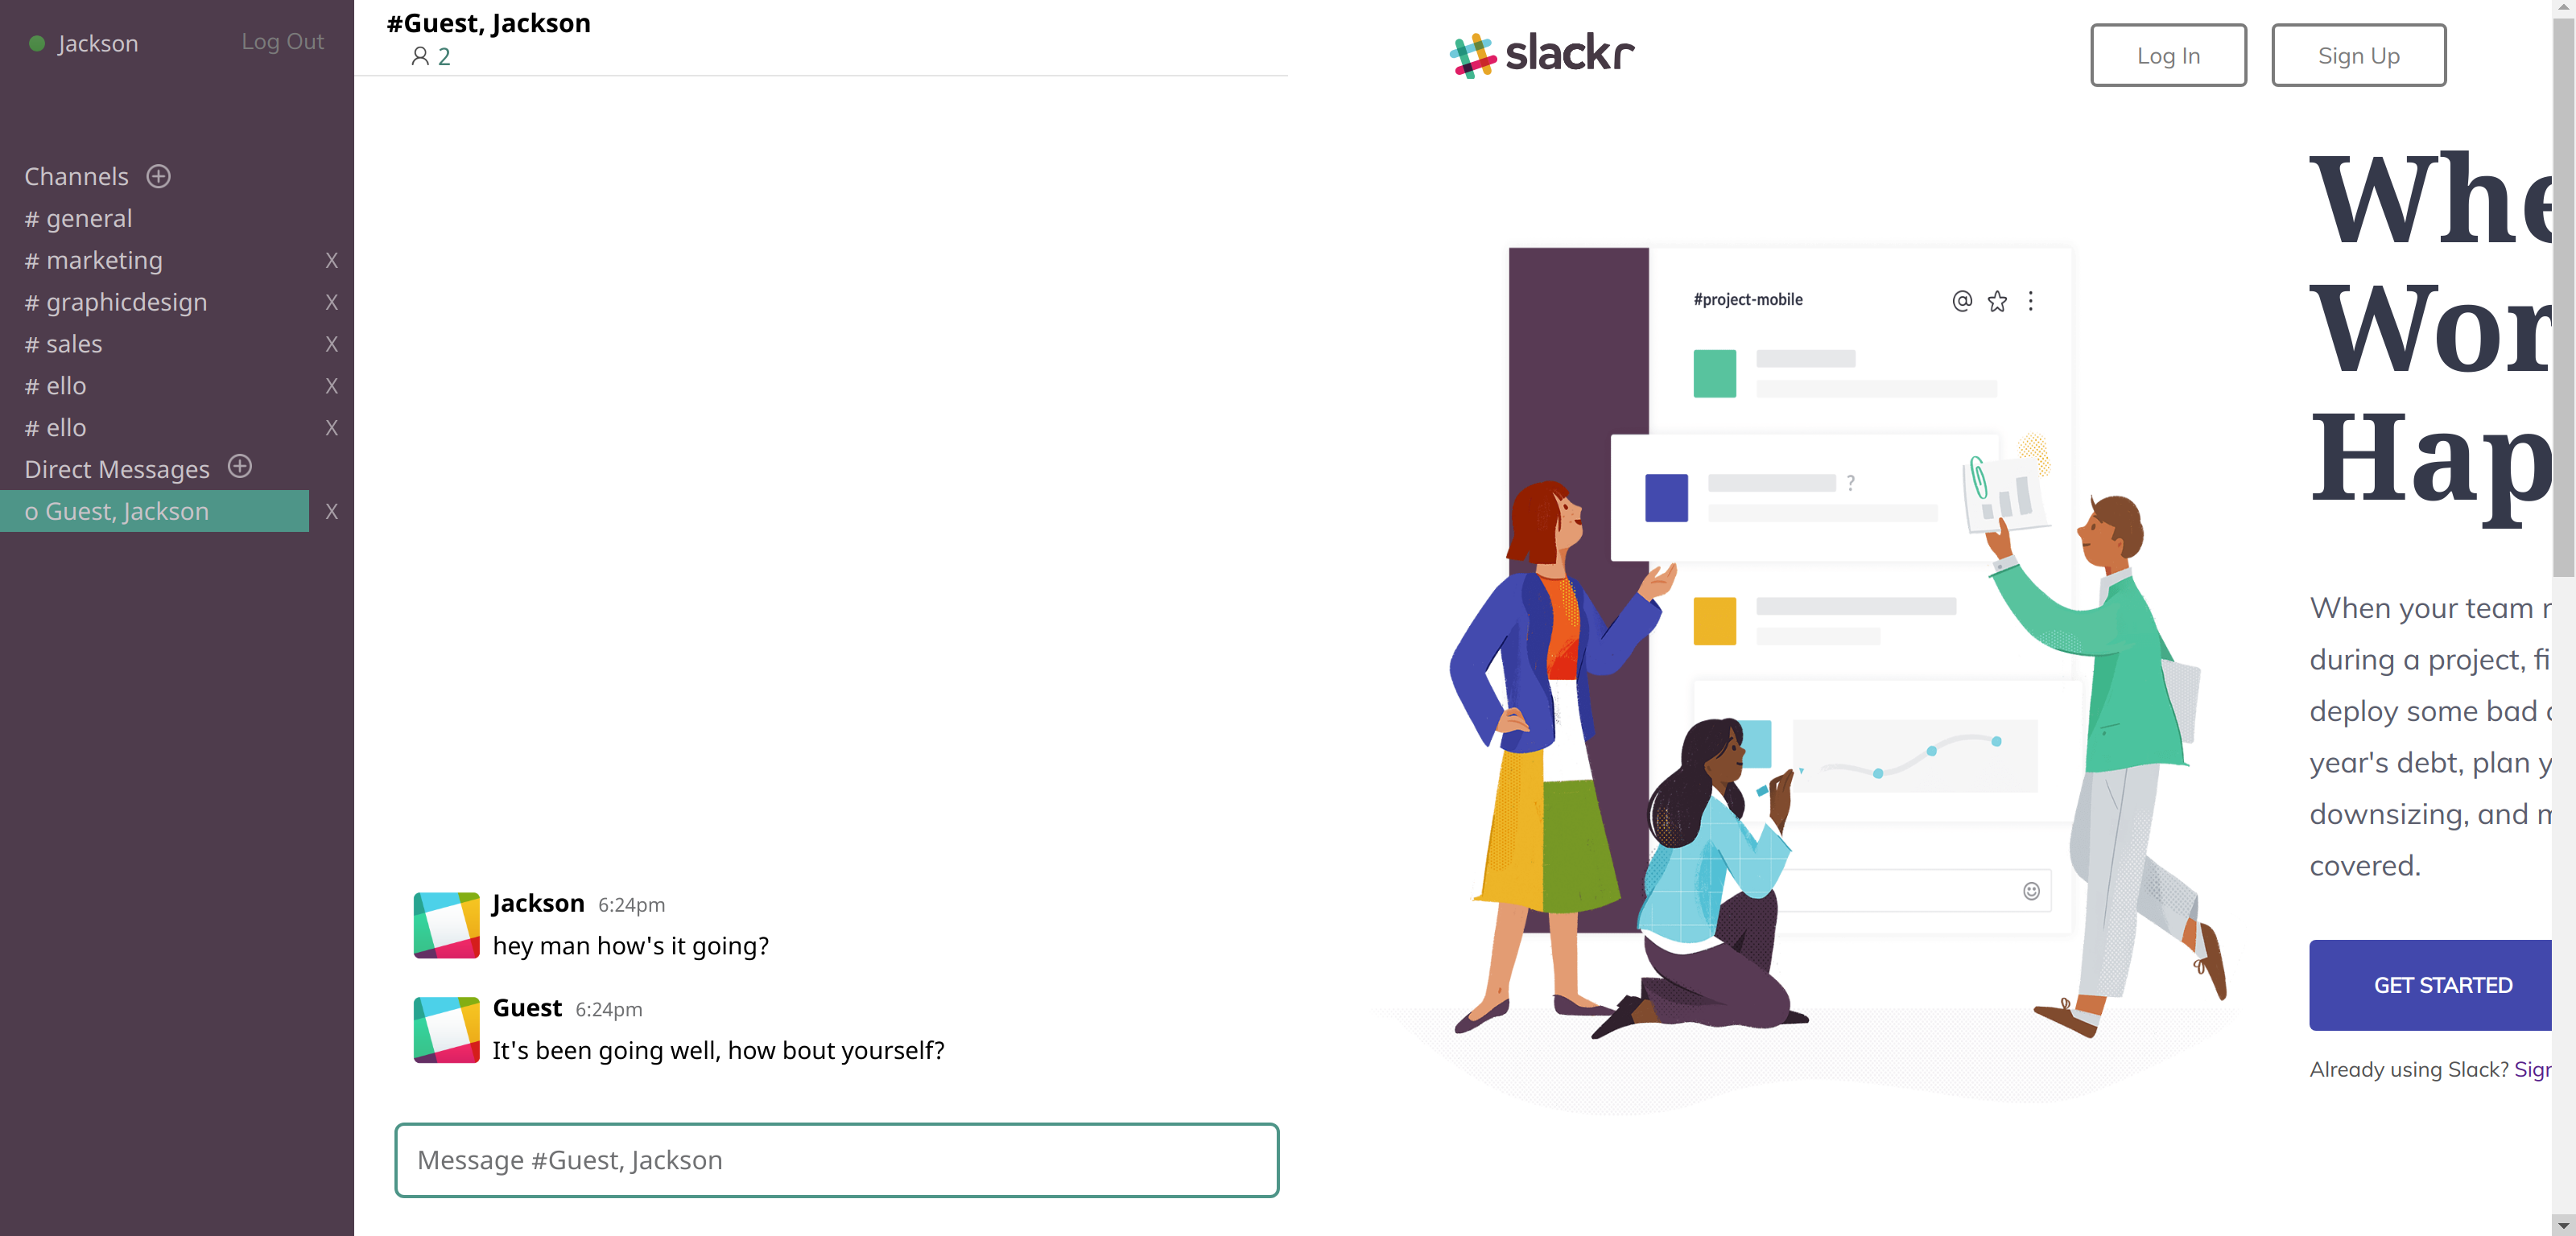 Jackson
Log Out
Channels
# general
# marketing X
# graphicdesign X
# sales X
# ello X
# ello X
Direct Messages
o Guest, Jackson X
#Guest, Jackson
2
Jackson 6:24pm
hey man how's it going?
Guest 6:24pm
It's been going well, how bout yourself?
Message #Guest, Jackson
slackr
Log In
Sign Up
#project-mobile
?
Whe
Wor
Hap
When your team
during a project, fi
deploy some bad
year's debt, plan y
downsizing, and m
covered.
GET STARTED
Already using Slack? Sign